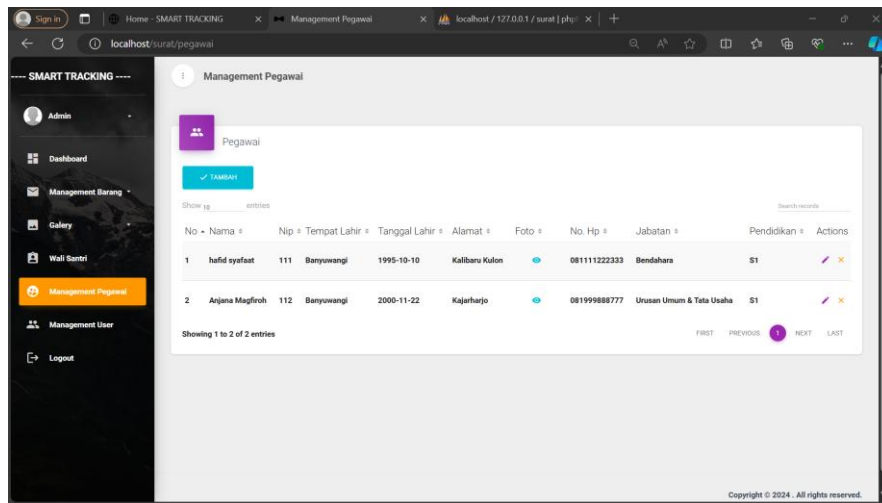 Sign in Home - SMART TRACKING Management Pegawai localhost / 127.0.0.1 / surat | php
localhost/surat/pegawai
---- SMART TRACKING ----
Admin
Dashboard
Management Barang
Galery
Wali Santri
Management Pegawai
Management User
Logout
Management Pegawai
Pegawai
TAMBAH
Show 10 entries
Search records
No Nama Nip Tempat Lahir Tanggal Lahir Alamat Foto No. Hp Jabatan Pendidikan Actions
1 hafid syafaat 111 Banyuwangi 1995-10-10 Kalibaru Kulon 081111222333 Bendahara S1
2 Anjana Magfiroh 112 Banyuwangi 2000-11-22 Kajarharjo 081999888777 Urusan Umum & Tata Usaha S1
Showing 1 to 2 of 2 entries
FIRST PREVIOUS 1 NEXT LAST
Copyright © 2024 . All rights reserved.